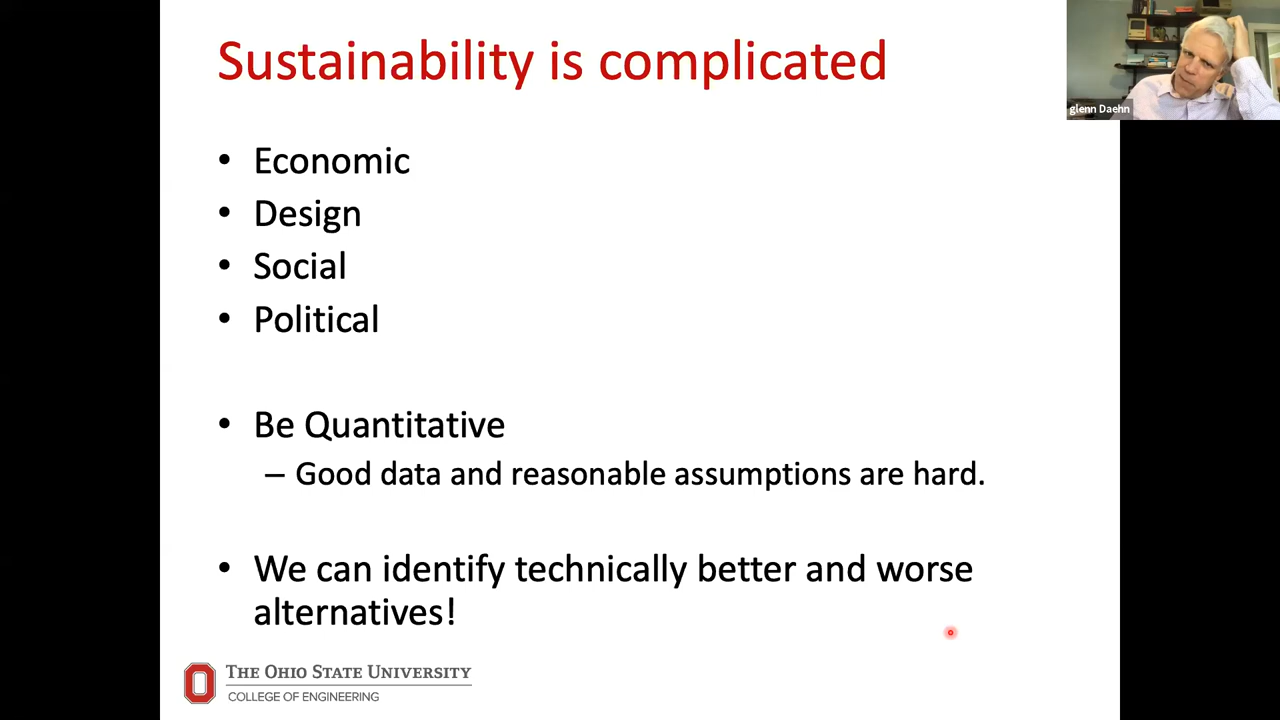 Sustainability is complicated
glenn Daehn
• Economic
• Design
• Social
• Political
• Be Quantitative
– Good data and reasonable assumptions are hard.
• We can identify technically better and worse
alternatives!
THE OHIO STATE UNIVERSITY
COLLEGE OF ENGINEERING